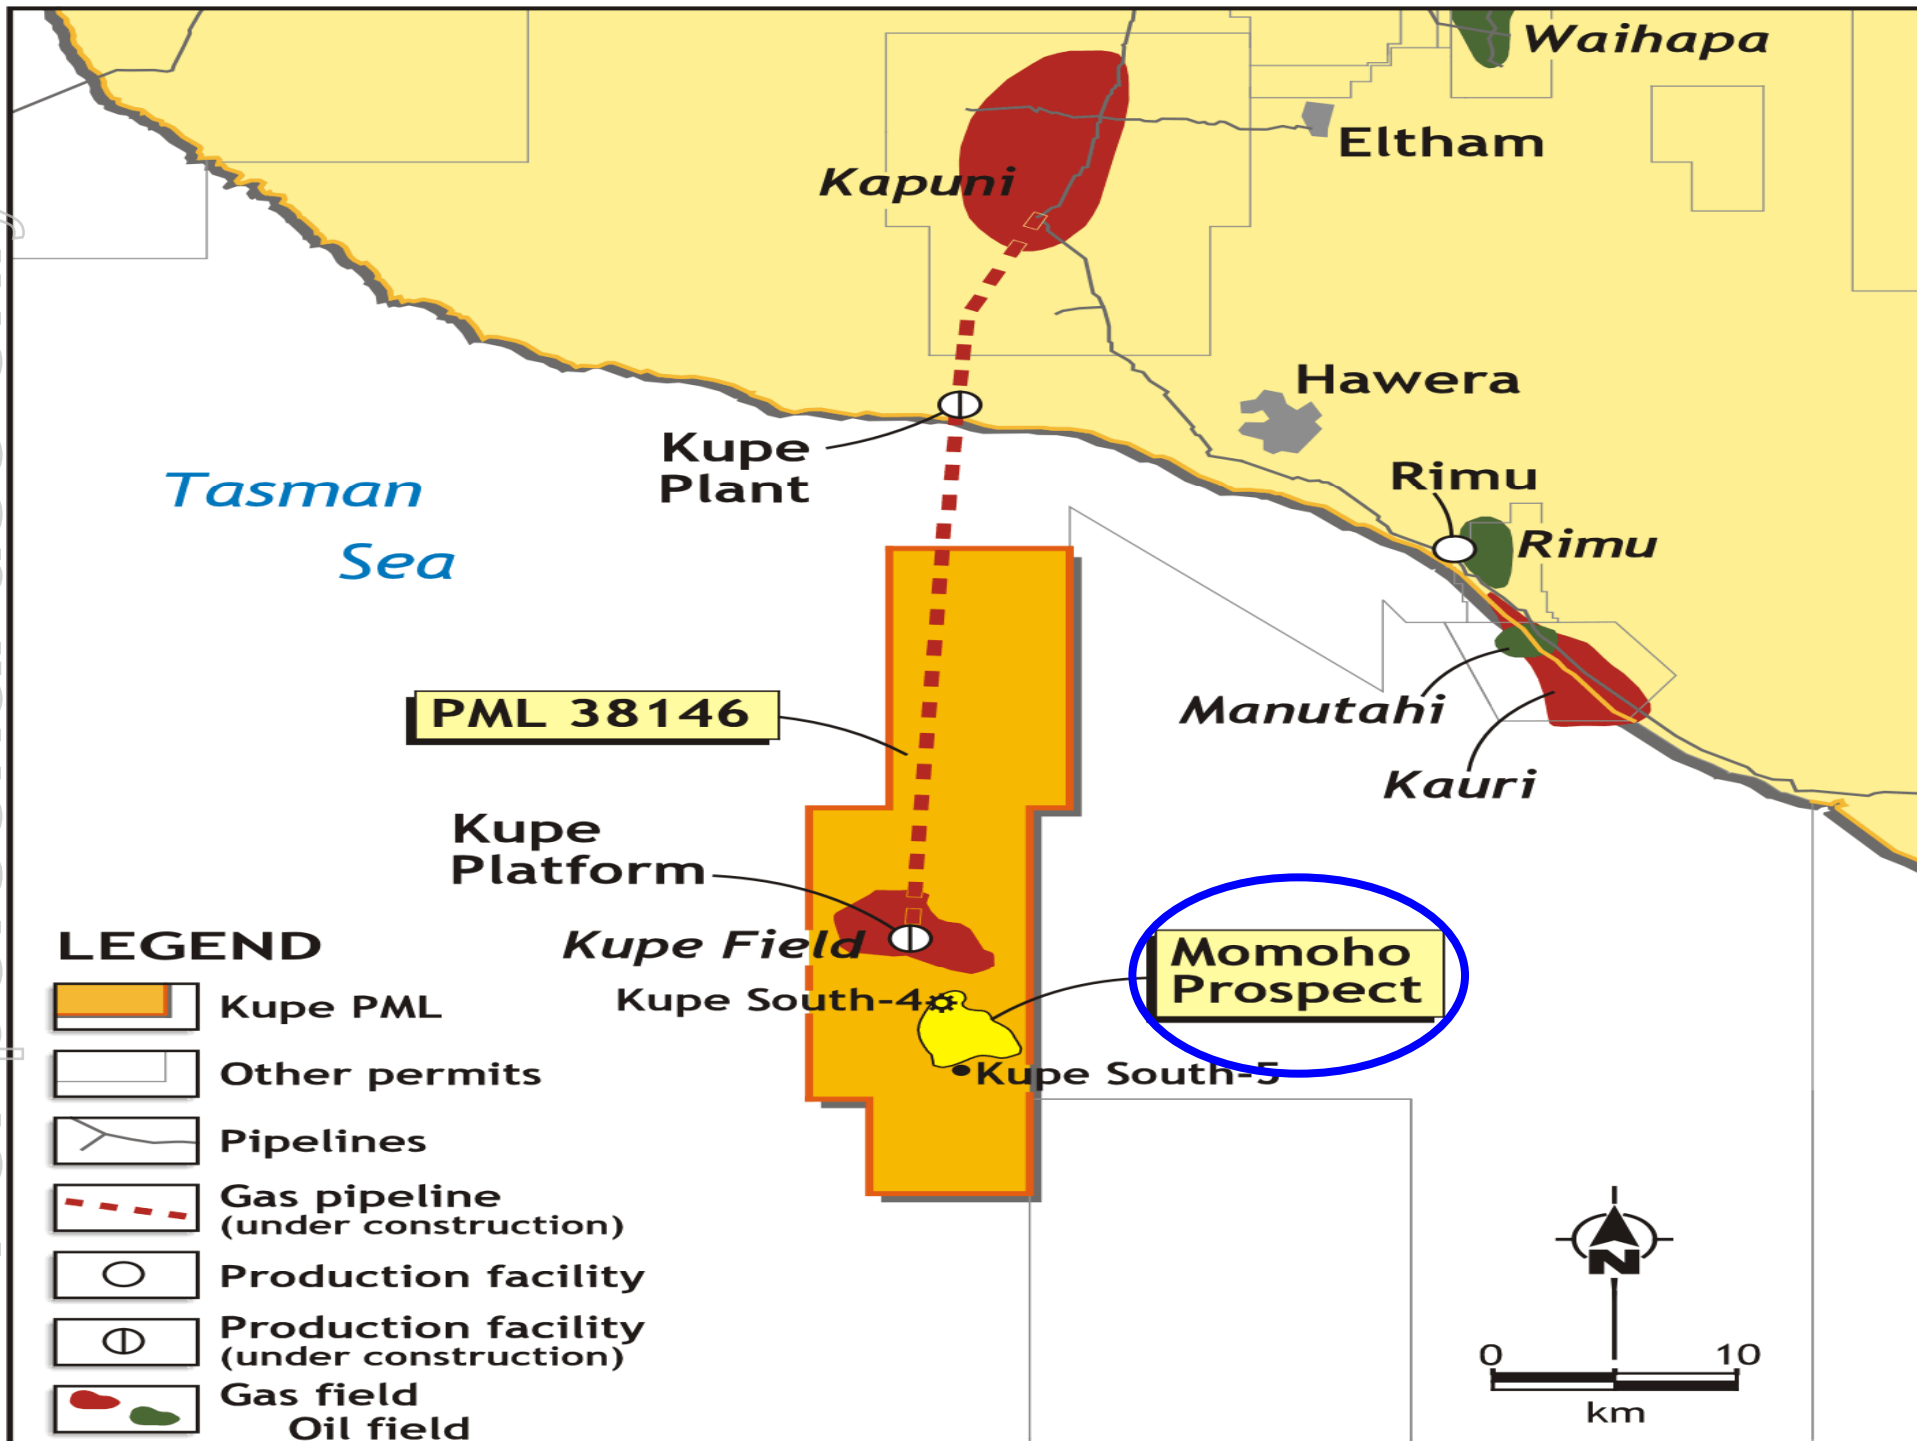 Waihapa
Eltham
Kapuni
Hawera
Kupe
Plant
Rimu
Tasman
Sea
Rimu
PML 38146
Manutahi
Kauri
Kupe
Platform
Kupe Field
Momoho
Prospect
Kupe South-4
Kupe South-5
LEGEND
Kupe PML
Other permits
Pipelines
Gas pipeline
(under construction)
Production facility
Production facility
(under construction)
Gas field
Oil field
N
0 10
km